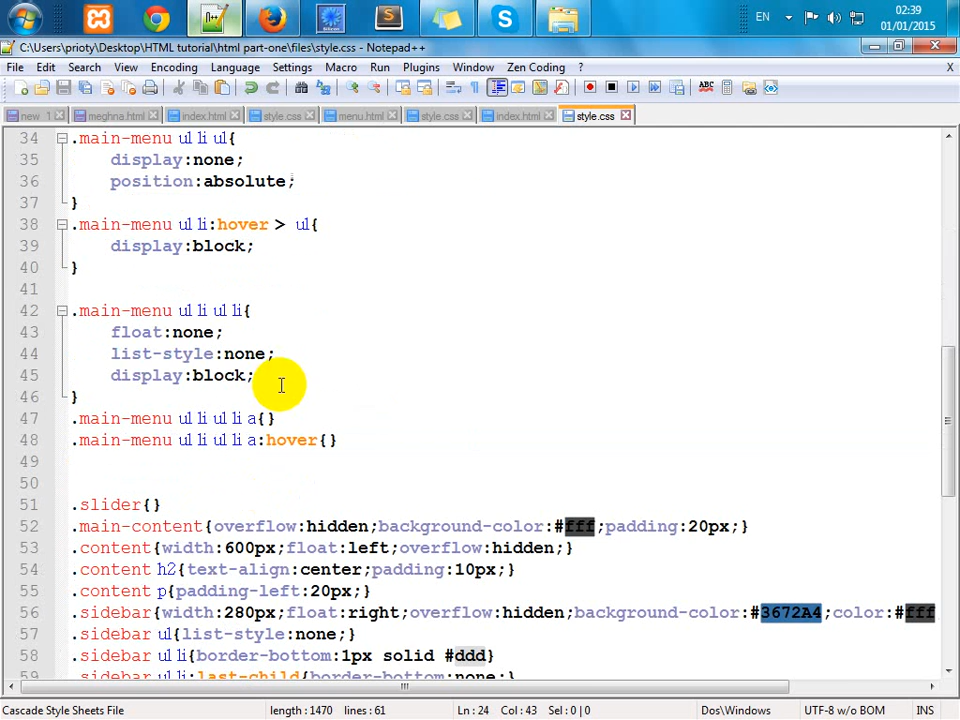 EN
02:39
01/01/2015
C:\Users\prioty\Desktop\HTML tutorial\html part-one\files\style.css - Notepad++
File Edit Search View Encoding Language Settings Macro Run Plugins Window Zen Coding ? X
new 1 meghna.html index.html style.css menu.html style.css index.html style.css
34 .main-menu ul li ul{
35 display:none;
36 position:absolute;
37 }
38 .main-menu ul li:hover > ul{
39 display:block;
40 }
41
42 .main-menu ul li ul li{
43 float:none;
44 list-style:none;
45 display:block;
46 }
47 .main-menu ul li ul li a{}
48 .main-menu ul li ul li a:hover{}
49
50
51 .slider{}
52 .main-content{overflow:hidden;background-color:#fff;padding:20px;}
53 .content{width:600px;float:left;overflow:hidden;}
54 .content h2{text-align:center;padding:10px;}
55 .content p{padding-left:20px;}
56 .sidebar{width:280px;float:right;overflow:hidden;background-color:#3672A4;color:#fff
57 .sidebar ul{list-style:none;}
58 .sidebar ul li{border-bottom:1px solid #ddd}
59 .sidebar ul li:last-child{border-bottom:none;}
Cascade Style Sheets File length : 1470 lines : 61 Ln : 24 Col : 43 Sel : 0 | 0 Dos\Windows UTF-8 w/o BOM INS